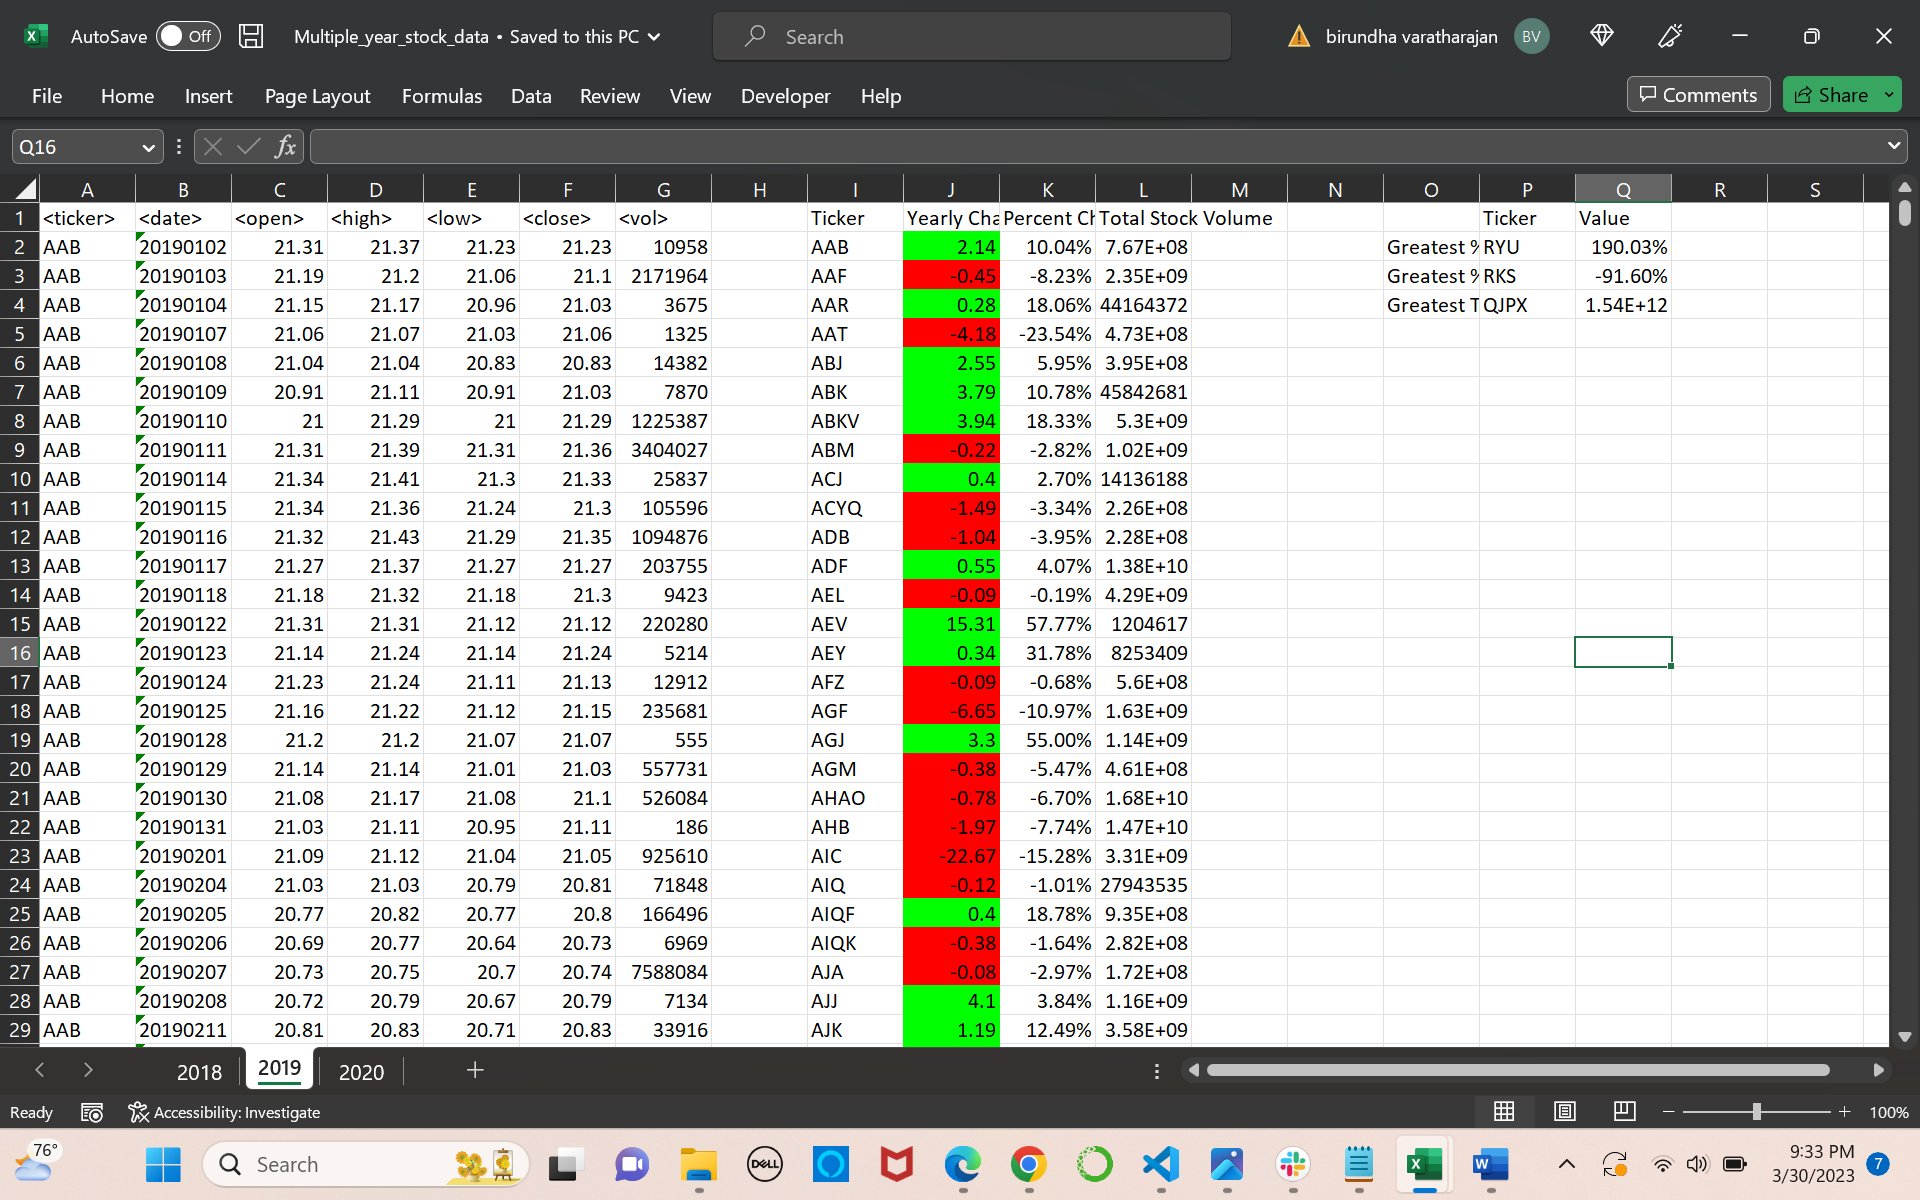 AutoSave Off Multiple_year_stock_data • Saved to this PC Search birundha varatharajan BV
File Home Insert Page Layout Formulas Data Review View Developer Help Comments Share
Q16 fx
A B C D E F G H I J K L M N O P Q R S
1 <ticker> <date> <open> <high> <low> <close> <vol> Ticker Yearly Cha Percent Ch Total Stock Volume Ticker Value
2 AAB 20190102 21.31 21.37 21.23 21.23 10958 AAB 2.14 10.04% 7.67E+08 Greatest % RYU 190.03%
3 AAB 20190103 21.19 21.2 21.06 21.1 2171964 AAF -0.45 -8.23% 2.35E+09 Greatest % RKS -91.60%
4 AAB 20190104 21.15 21.17 20.96 21.03 3675 AAR 0.28 18.06% 44164372 Greatest T QJPX 1.54E+12
5 AAB 20190107 21.06 21.07 21.03 21.06 1325 AAT -4.18 -23.54% 4.73E+08
6 AAB 20190108 21.04 21.04 20.83 20.83 14382 ABJ 2.55 5.95% 3.95E+08
7 AAB 20190109 20.91 21.11 20.91 21.03 7870 ABK 3.79 10.78% 45842681
8 AAB 20190110 21 21.29 21 21.29 1225387 ABKV 3.94 18.33% 5.3E+09
9 AAB 20190111 21.31 21.39 21.31 21.36 3404027 ABM -0.22 -2.82% 1.02E+09
10 AAB 20190114 21.34 21.41 21.3 21.33 25837 ACJ 0.4 2.70% 14136188
11 AAB 20190115 21.34 21.36 21.24 21.3 105596 ACYQ -1.49 -3.34% 2.26E+08
12 AAB 20190116 21.32 21.43 21.29 21.35 1094876 ADB -1.04 -3.95% 2.28E+08
13 AAB 20190117 21.27 21.37 21.27 21.27 203755 ADF 0.55 4.07% 1.38E+10
14 AAB 20190118 21.18 21.32 21.18 21.3 9423 AEL -0.09 -0.19% 4.29E+09
15 AAB 20190122 21.31 21.31 21.12 21.12 220280 AEV 15.31 57.77% 1204617
16 AAB 20190123 21.14 21.24 21.14 21.24 5214 AEY 0.34 31.78% 8253409
17 AAB 20190124 21.23 21.24 21.11 21.13 12912 AFZ -0.09 -0.68% 5.6E+08
18 AAB 20190125 21.16 21.22 21.12 21.15 235681 AGF -6.65 -10.97% 1.63E+09
19 AAB 20190128 21.2 21.2 21.07 21.07 555 AGJ 3.3 55.00% 1.14E+09
20 AAB 20190129 21.14 21.14 21.01 21.03 557731 AGM -0.38 -5.47% 4.61E+08
21 AAB 20190130 21.08 21.17 21.08 21.1 526084 AHAO -0.78 -6.70% 1.68E+10
22 AAB 20190131 21.03 21.11 20.95 21.11 186 AHB -1.97 -7.74% 1.47E+10
23 AAB 20190201 21.09 21.12 21.04 21.05 925610 AIC -22.67 -15.28% 3.31E+09
24 AAB 20190204 21.03 21.03 20.79 20.81 71848 AIQ -0.12 -1.01% 27943535
25 AAB 20190205 20.77 20.82 20.77 20.8 166496 AIQF 0.4 18.78% 9.35E+08
26 AAB 20190206 20.69 20.77 20.64 20.73 6969 AIQK -0.38 -1.64% 2.82E+08
27 AAB 20190207 20.73 20.75 20.7 20.74 7588084 AJA -0.08 -2.97% 1.72E+08
28 AAB 20190208 20.72 20.79 20.67 20.79 7134 AJJ 4.1 3.84% 1.16E+09
29 AAB 20190211 20.81 20.83 20.71 20.83 33916 AJK 1.19 12.49% 3.58E+09
2018 2019 2020
Ready Accessibility: Investigate 100%
76° Search DELL 9:33 PM
3/30/2023 7